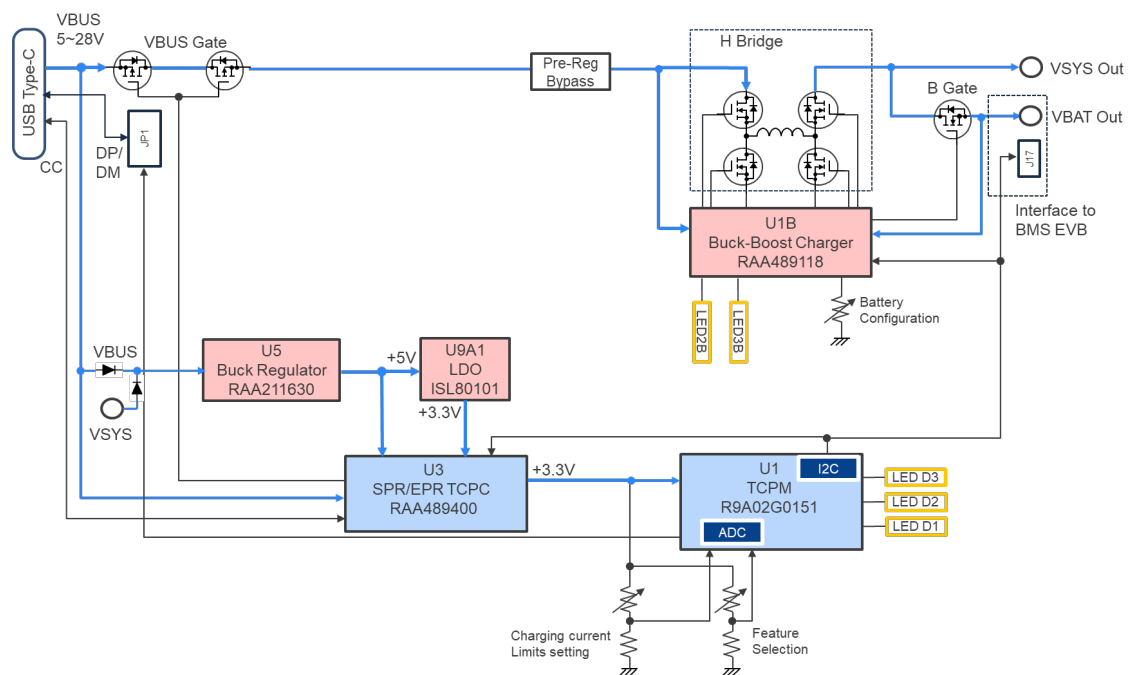 VBUS
5~28V
VBUS Gate
H Bridge
USB Type-C
Pre-Reg
Bypass
VSYS Out
B Gate
VBAT Out
JP1
DP/
DM
CC
J17
Interface to
BMS EVB
U1B
Buck-Boost Charger
RAA489118
LED2B
LED3B
Battery
Configuration
VBUS
U5
Buck Regulator
RAA211630
+5V
U9A1
LDO
ISL80101
+3.3V
VSYS
U3
SPR/EPR TCPC
RAA489400
+3.3V
U1
TCPM
R9A02G0151
I2C
ADC
LED D3
LED D2
LED D1
Charging current
Limits setting
Feature
Selection